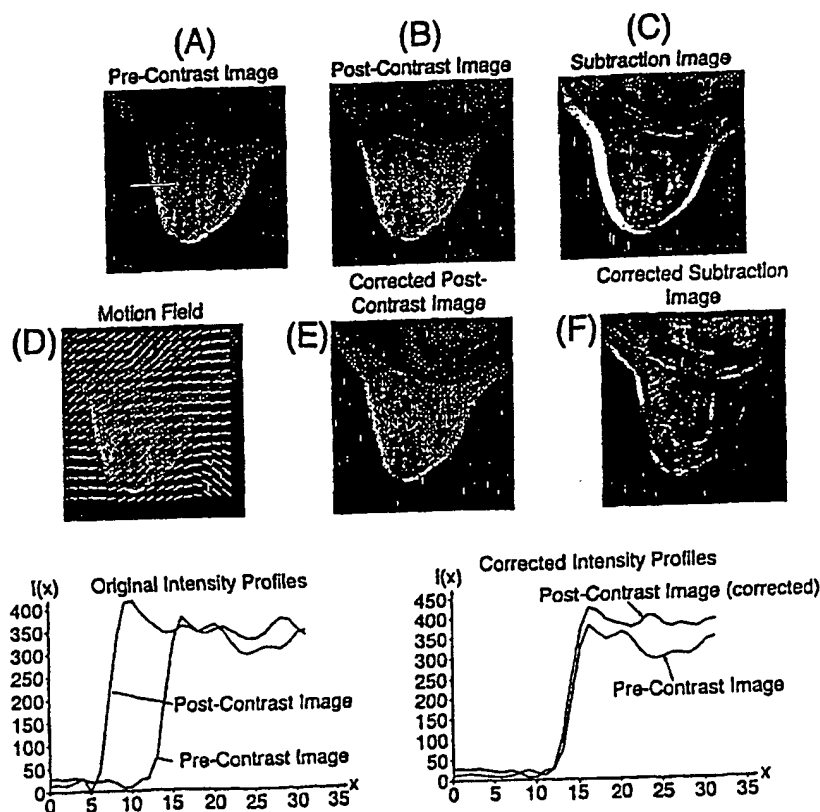 (A)
Pre-Contrast Image
(B)
Post-Contrast Image
(C)
Subtraction Image
(D)
Motion Field
(E)
Corrected Post-
Contrast Image
(F)
Corrected Subtraction
Image
I(x)
Original Intensity Profiles
400
350
300
250
200
150
100
50
0
Post-Contrast Image
Pre-Contrast Image
0 5 10 15 20 25 30 35 x
I(x)
Corrected Intensity Profiles
450
400
350
300
250
200
150
100
50
0
Post-Contrast Image (corrected)
Pre-Contrast Image
0 5 10 15 20 25 30 35 x